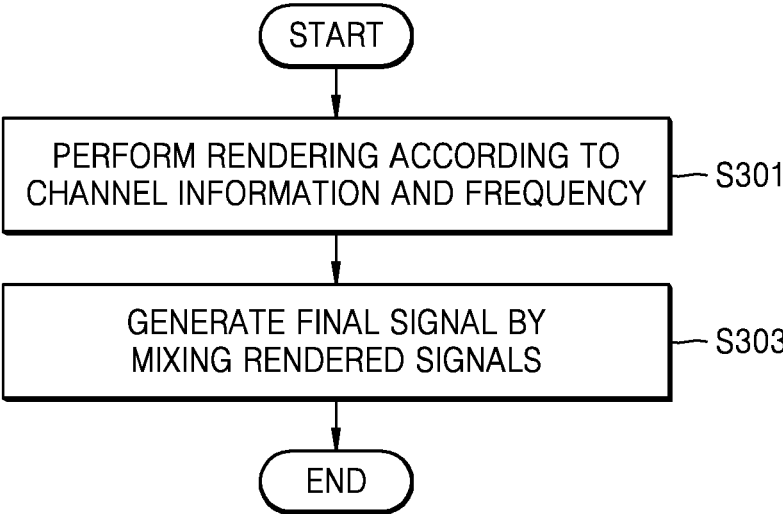 START
PERFORM RENDERING ACCORDING TO
CHANNEL INFORMATION AND FREQUENCY
S301
GENERATE FINAL SIGNAL BY
MIXING RENDERED SIGNALS
S303
END